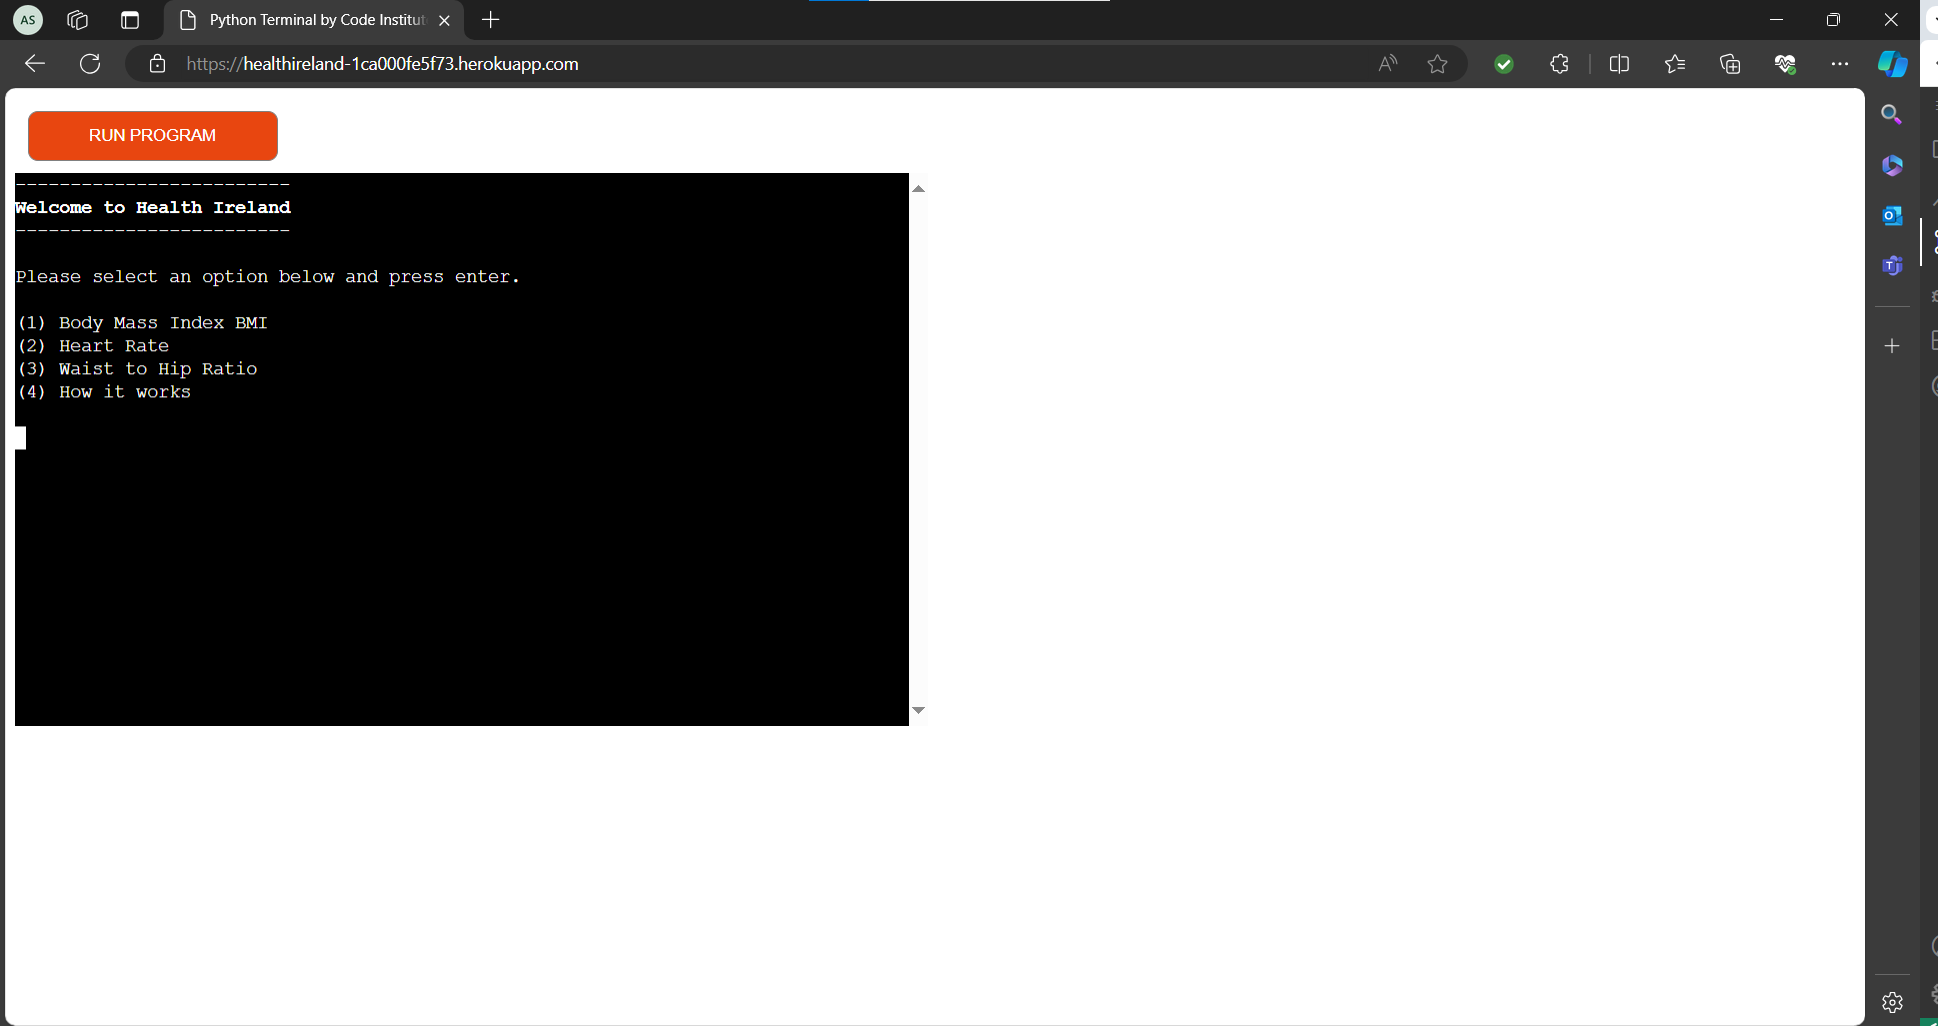 AS
Python Terminal by Code Institut
https://healthireland-1ca000fe5f73.herokuapp.com
RUN PROGRAM
-------------------------
Welcome to Health Ireland
-------------------------
Please select an option below and press enter.
(1) Body Mass Index BMI
(2) Heart Rate
(3) Waist to Hip Ratio
(4) How it works